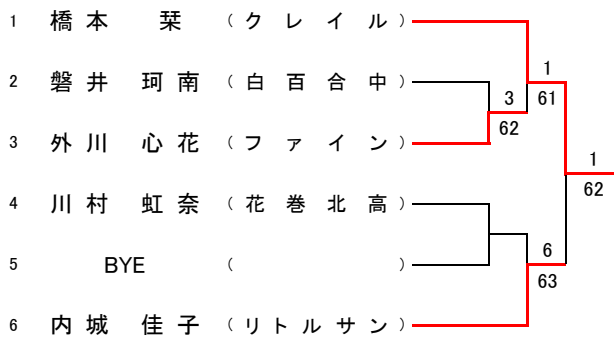 1 橋本 栞 （クレイル）
1
2 磐井 珂南 （白百合中）
3 61
3 外川 心花 （ファイン）
62
1
62
4 川村 虹奈 （花巻北高）
5 BYE （ ）
6
63
6 内城 佳子 （リトルサン）